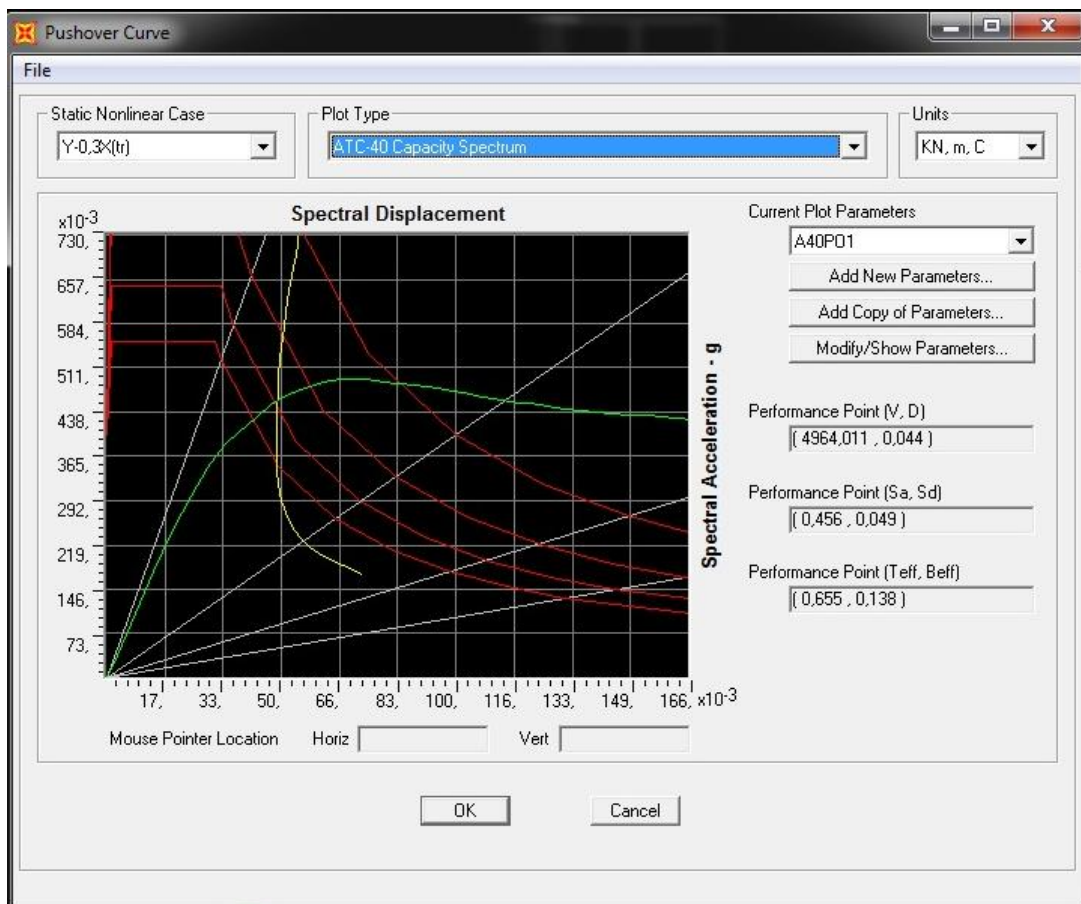 Pushover Curve
File
Static Nonlinear Case
Y-0,3X(tr)
Plot Type
ATC-40 Capacity Spectrum
Units
KN, m, C
x10-3
Spectral Displacement
730,
657,
584,
511,
438,
365,
292,
219,
146,
73,
17, 33, 50, 66, 83, 100, 116, 133, 149, 166, x10-3
Spectral Acceleration - g
Mouse Pointer Location Horiz Vert
Current Plot Parameters
A40PO1
Add New Parameters...
Add Copy of Parameters...
Modify/Show Parameters...
Performance Point (V, D)
( 4964,011 , 0,044 )
Performance Point (Sa, Sd)
( 0,456 , 0,049 )
Performance Point (Teff, Beff)
( 0,655 , 0,138 )
OK Cancel